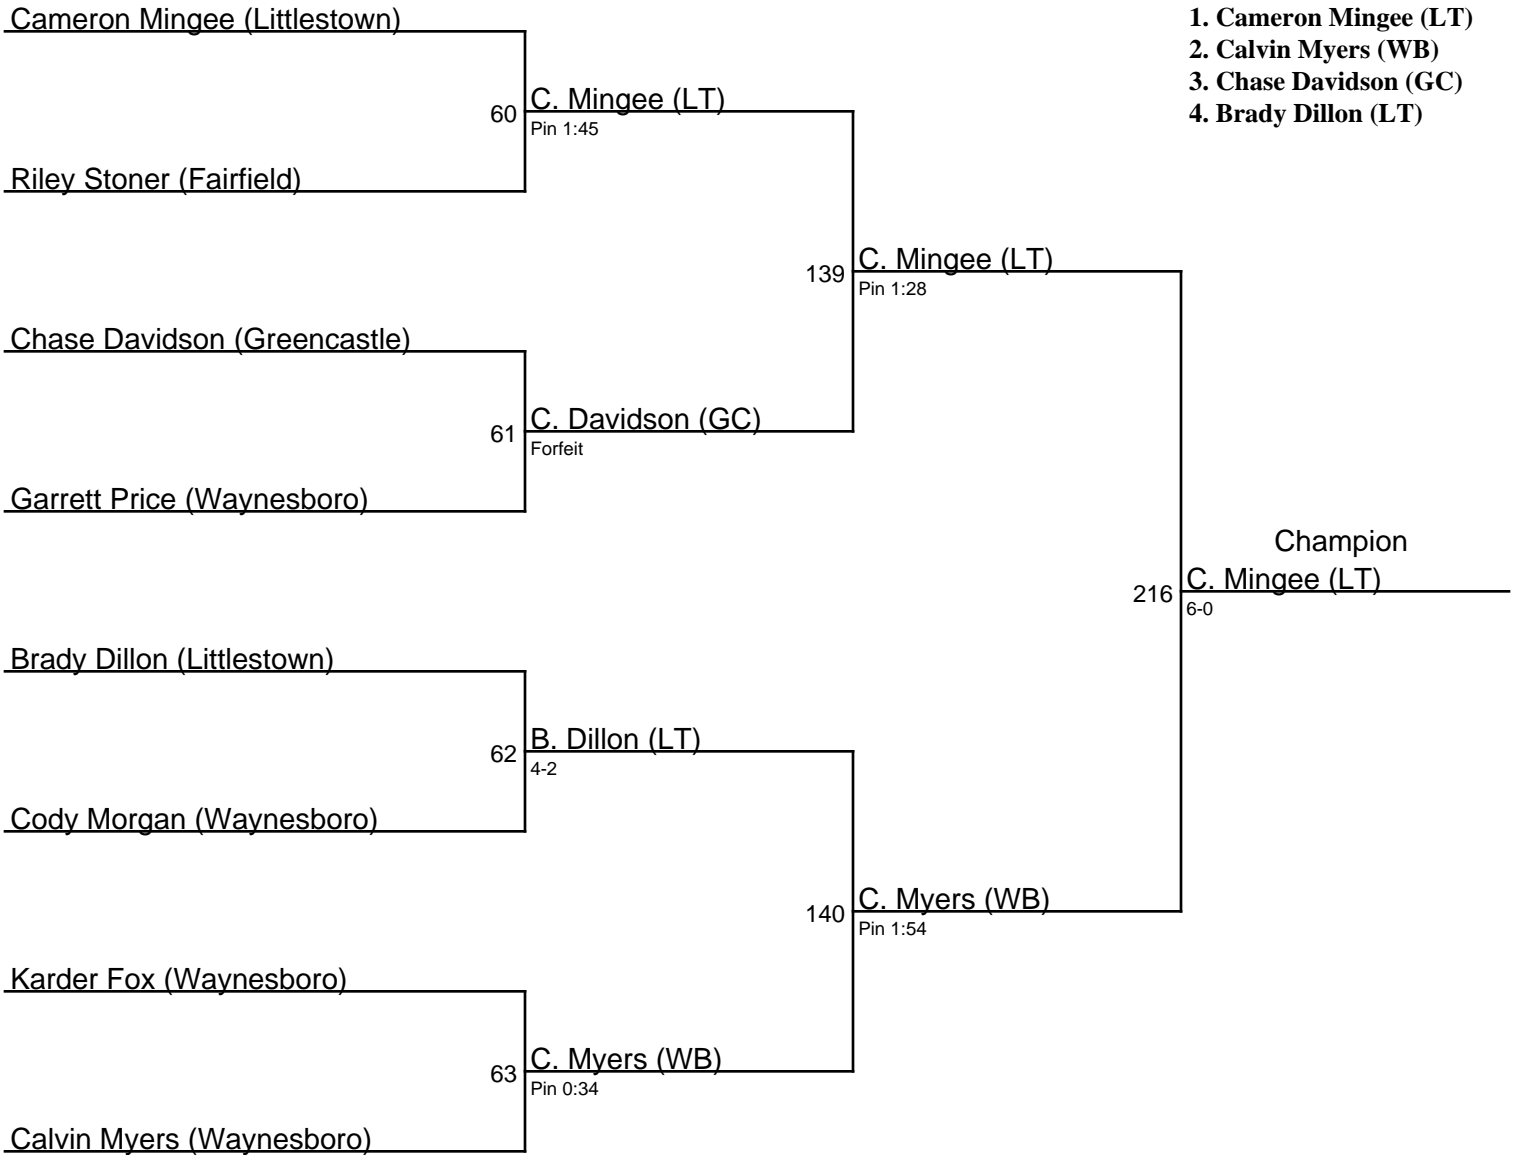 Cameron Mingee (Littlestown)
1. Cameron Mingee (LT)
2. Calvin Myers (WB)
3. Chase Davidson (GC)
4. Brady Dillon (LT)
60
C. Mingee (LT)
Pin 1:45
Riley Stoner (Fairfield)
139
C. Mingee (LT)
Pin 1:28
Chase Davidson (Greencastle)
61
C. Davidson (GC)
Forfeit
Garrett Price (Waynesboro)
Champion
216
C. Mingee (LT)
6-0
Brady Dillon (Littlestown)
62
B. Dillon (LT)
4-2
Cody Morgan (Waynesboro)
140
C. Myers (WB)
Pin 1:54
Karder Fox (Waynesboro)
63
C. Myers (WB)
Pin 0:34
Calvin Myers (Waynesboro)